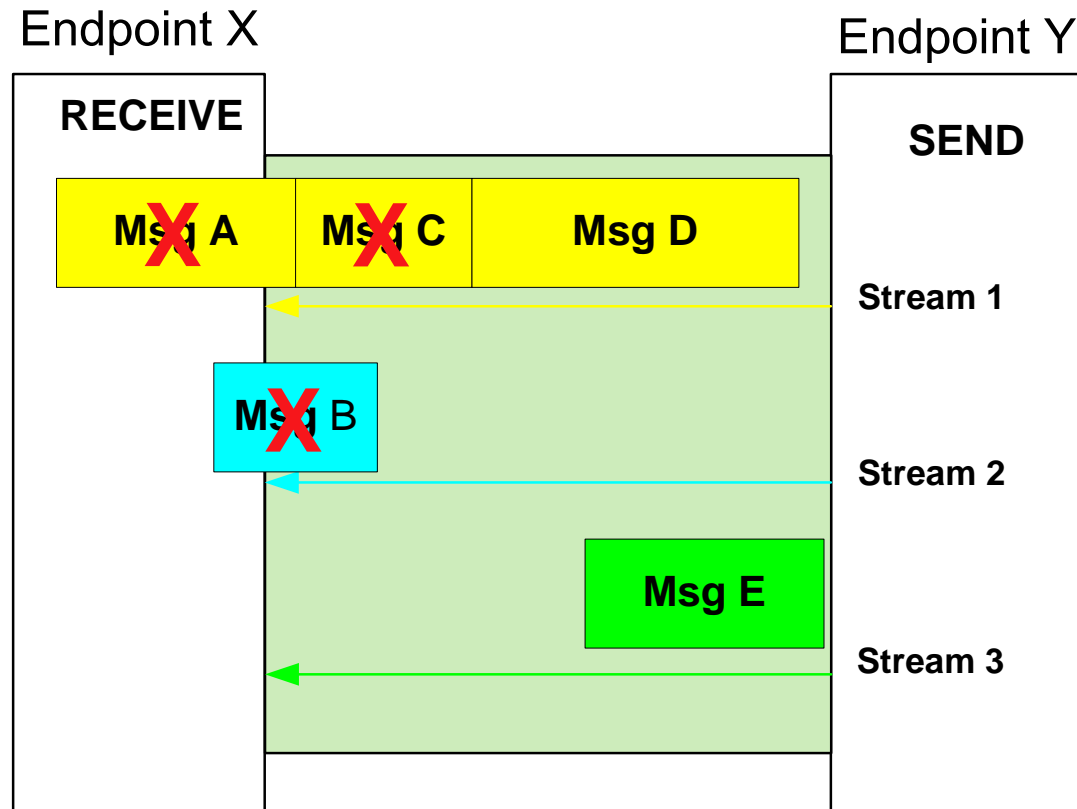 Endpoint X
Endpoint Y
RECEIVE
SEND
Msg A
X
Msg C
X
Msg D
Stream 1
Msg B
X
Stream 2
Msg E
Stream 3